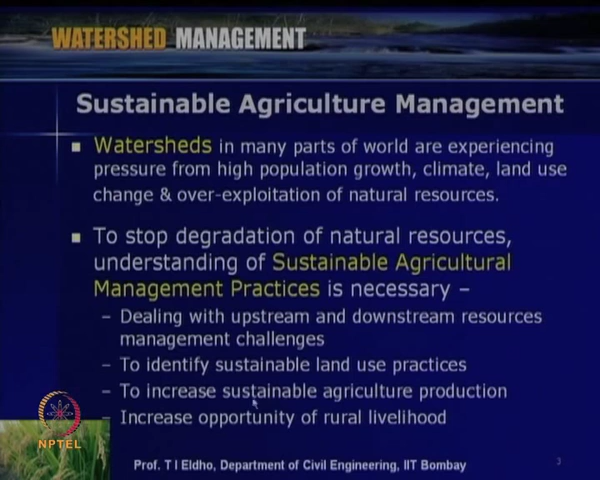 WATERSHED MANAGEMENT
Sustainable Agriculture Management
Watersheds in many parts of world are experiencing
pressure from high population growth, climate, land use
change & over-exploitation of natural resources.
To stop degradation of natural resources,
understanding of Sustainable Agricultural
Management Practices is necessary –
– Dealing with upstream and downstream resources
management challenges
– To identify sustainable land use practices
– To increase sustainable agriculture production
– Increase opportunity of rural livelihood
NPTEL
Prof. T I Eldho, Department of Civil Engineering, IIT Bombay
3